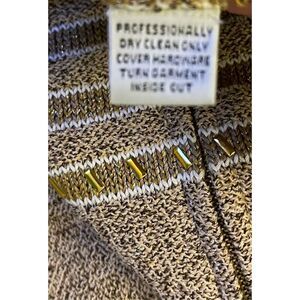 PROFESSIONALLY
DRY CLEAN ONLY
COVER HARDWARE
TURN GARMENT
INSIDE OUT